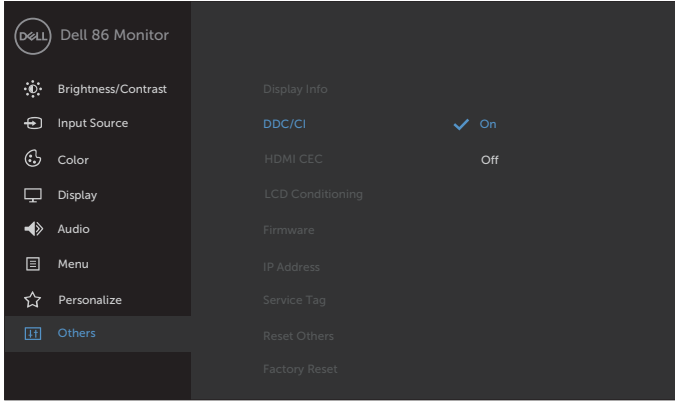 DELL Dell 86 Monitor
Brightness/Contrast
Display Info
Input Source
DDC/CI On
Color
HDMI CEC Off
Display
LCD Conditioning
Audio
Firmware
Menu
IP Address
Personalize
Service Tag
Others
Reset Others
Factory Reset